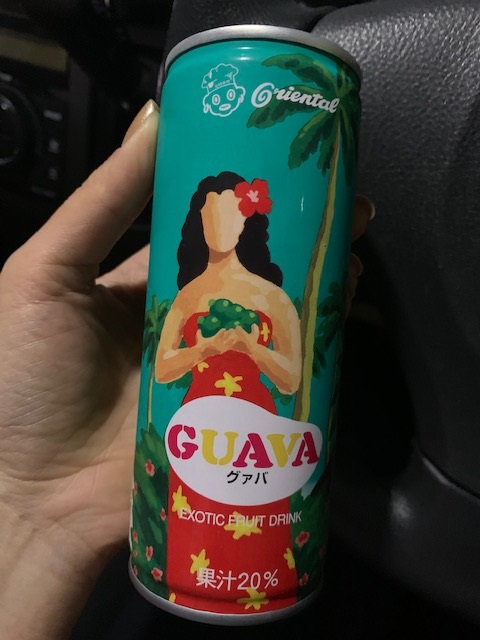 Oriental
GUAVA
グァバ
EXOTIC FRUIT DRINK
果汁20%